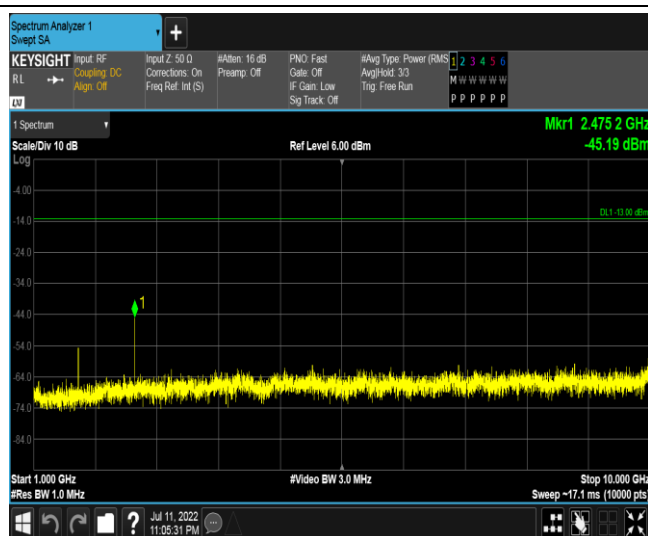 Spectrum Analyzer 1
Swept SA
+
KEYSIGHT Input: RF Input Z: 50 Ω #Atten: 16 dB PNO: Fast #Avg Type: Power (RMS 1 2 3 4 5 6
RL Coupling: DC Corrections: On Preamp: Off Gate: Off Avg|Hold: 3/3 M W W W W W
Align: Off Freq Ref: Int (S) IF Gain: Low Trig: Free Run
Sig Track: Off P P P P P P
LXI
1 Spectrum Mkr1 2.475 2 GHz
Scale/Div 10 dB Ref Level 6.00 dBm -45.19 dBm
Log
-4.00
DL1 -13.00 dBm
-14.0
-24.0
-34.0
1
-44.0
-54.0
-64.0
-74.0
-84.0
Start 1.000 GHz #Video BW 3.0 MHz Stop 10.000 GHz
#Res BW 1.0 MHz Sweep ~17.1 ms (10000 pts)
? Jul 11, 2022
11:05:31 PM